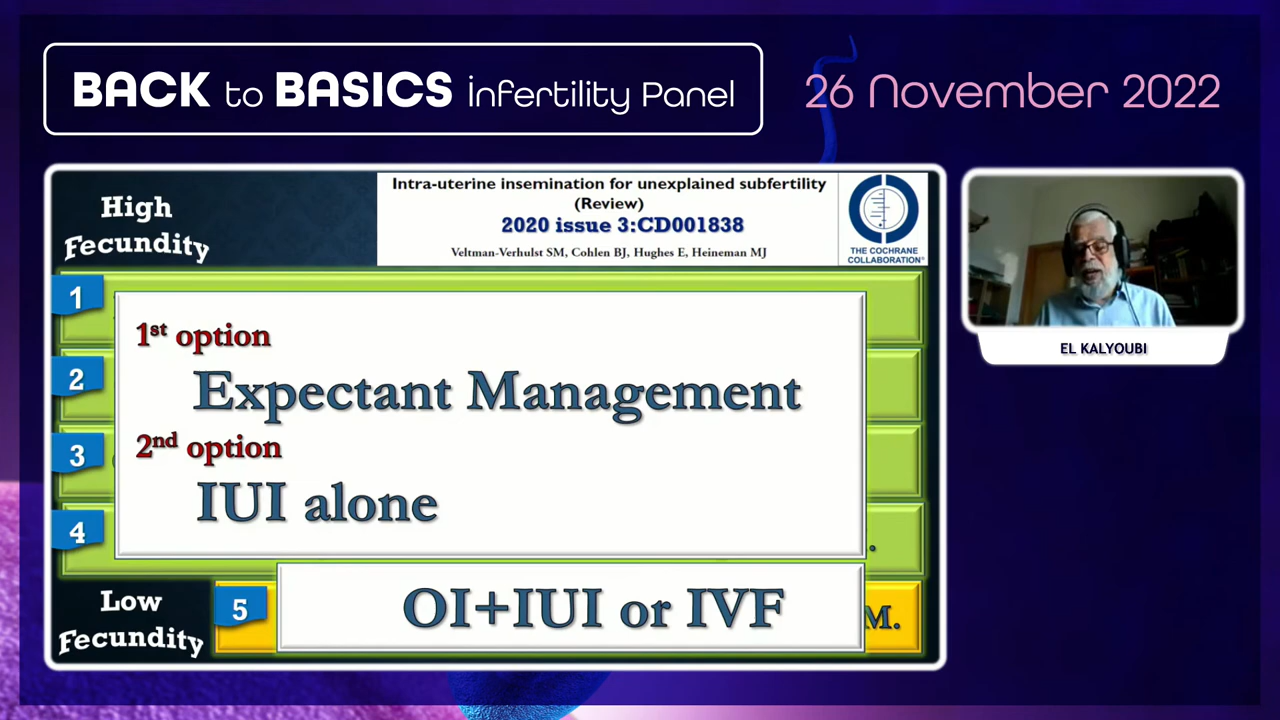 BACK to BASICS infertility Panel
26 November 2022
High
Fecundity
Intra-uterine insemination for unexplained subfertility
(Review)
2020 issue 3:CD001838
Veltman-Verhulst SM, Cohlen BJ, Hughes E, Heineman MJ
THE COCHRANE
COLLABORATION®
1
1st option
2
Expectant Management
2nd option
3
IUI alone
4
.
Low
Fecundity
5
OI+IUI or IVF
M.
EL KALYOUBI